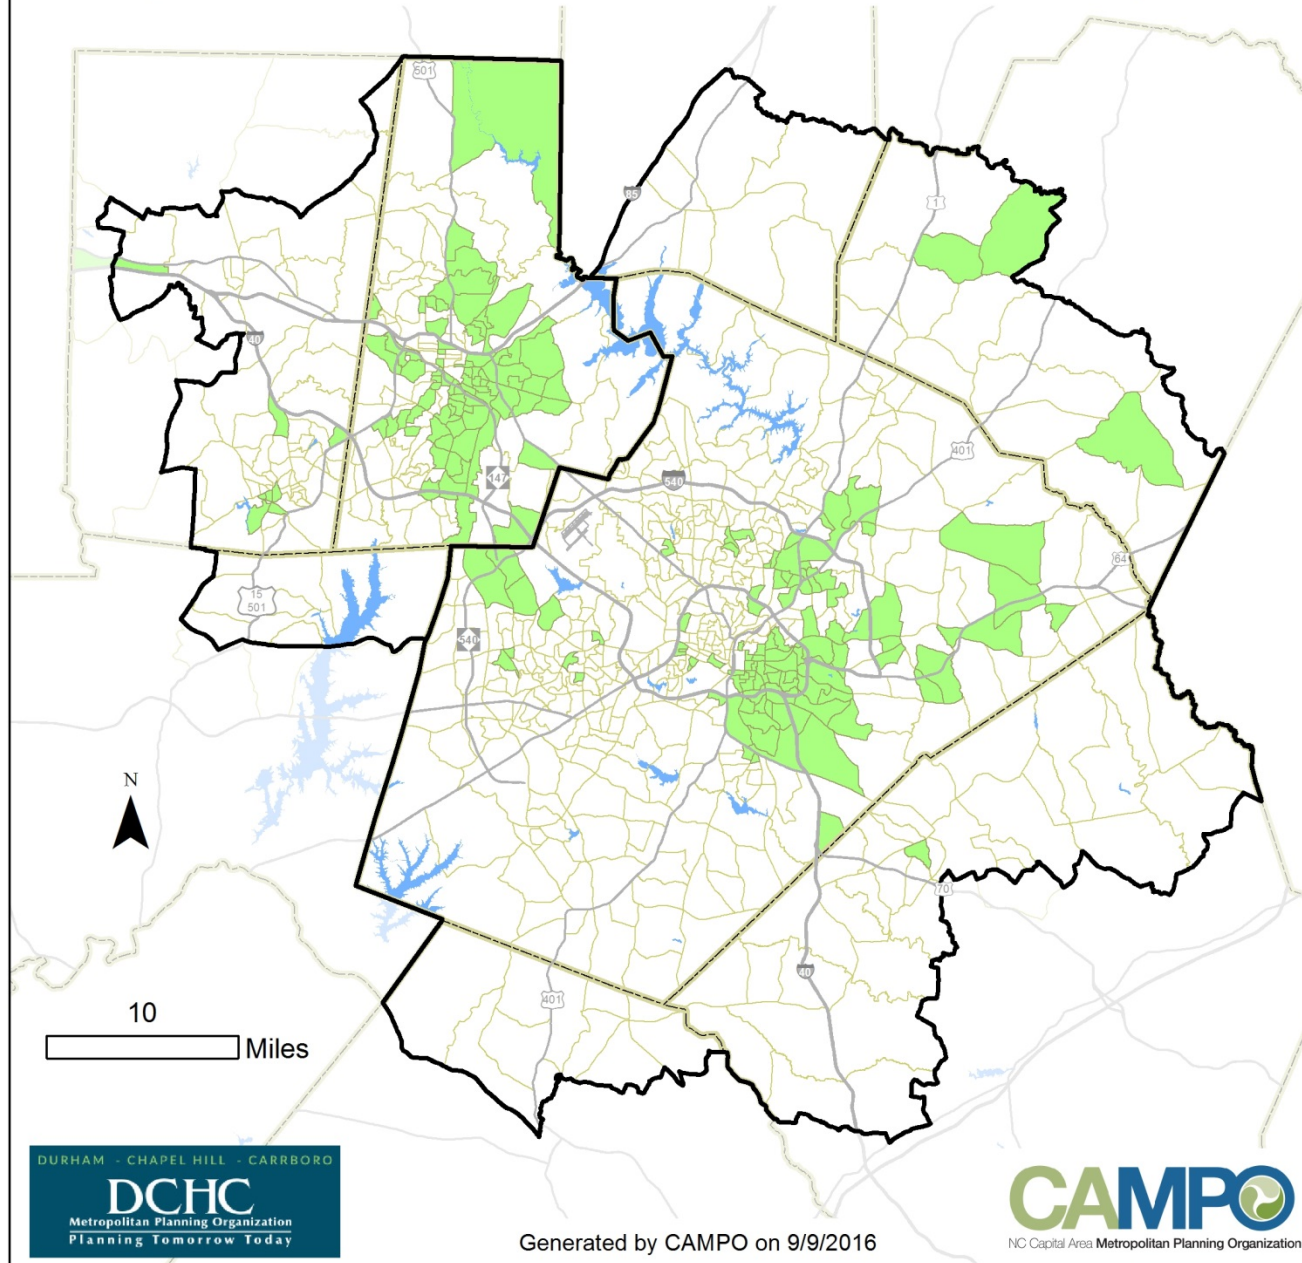 501
85
1
40
401
147
540
64
15
501
540
N
70
40
401
10
Miles
DURHAM - CHAPEL HILL - CARRBORO
DCHC
Metropolitan Planning Organization
Planning Tomorrow Today
Generated by CAMPO on 9/9/2016
CAMPO
NC Capital Area Metropolitan Planning Organization